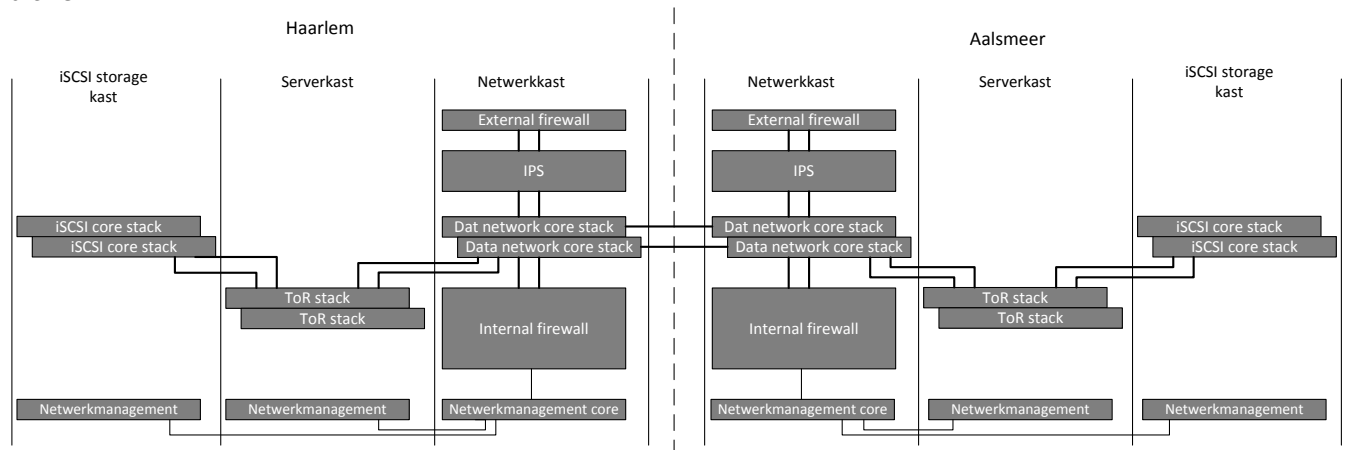 Haarlem
Aalsmeer
iSCSI storage
kast
Serverkast
Netwerkkast
Netwerkkast
Serverkast
iSCSI storage
kast
External firewall
External firewall
IPS
IPS
iSCSI core stack
iSCSI core stack
Dat network core stack
Data network core stack
Dat network core stack
Data network core stack
iSCSI core stack
iSCSI core stack
ToR stack
ToR stack
Internal firewall
Internal firewall
ToR stack
ToR stack
Netwerkmanagement
Netwerkmanagement
Netwerkmanagement core
Netwerkmanagement core
Netwerkmanagement
Netwerkmanagement